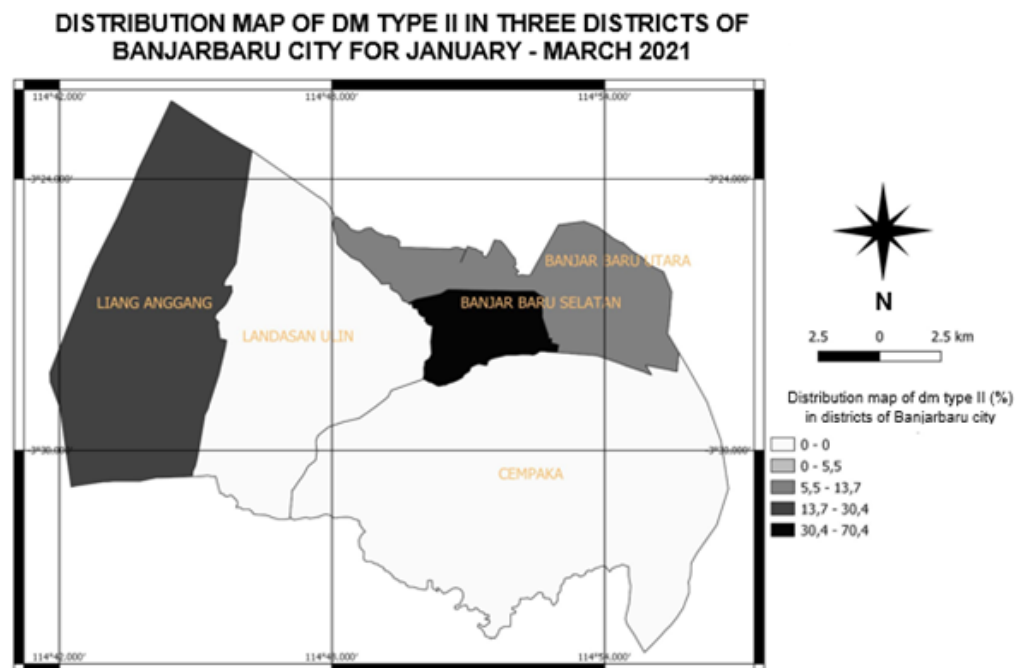 DISTRIBUTION MAP OF DM TYPE II IN THREE DISTRICTS OF
BANJARBARU CITY FOR JANUARY - MARCH 2021
114°42.000'
114°48.000'
114°54.000'
-3°24.000'
-3°24.000'
BANJAR BARU UTARA
LIANG ANGGANG
BANJAR BARU SELATAN
LANDASAN ULIN
-3°30.000'
-3°30.000'
CEMPAKA
114°42.000'
114°48.000'
114°54.000'
N
2.5 0 2.5 km
Distribution map of dm type II (%)
in districts of Banjarbaru city
0 - 0
0 - 5,5
5,5 - 13,7
13,7 - 30,4
30,4 - 70,4